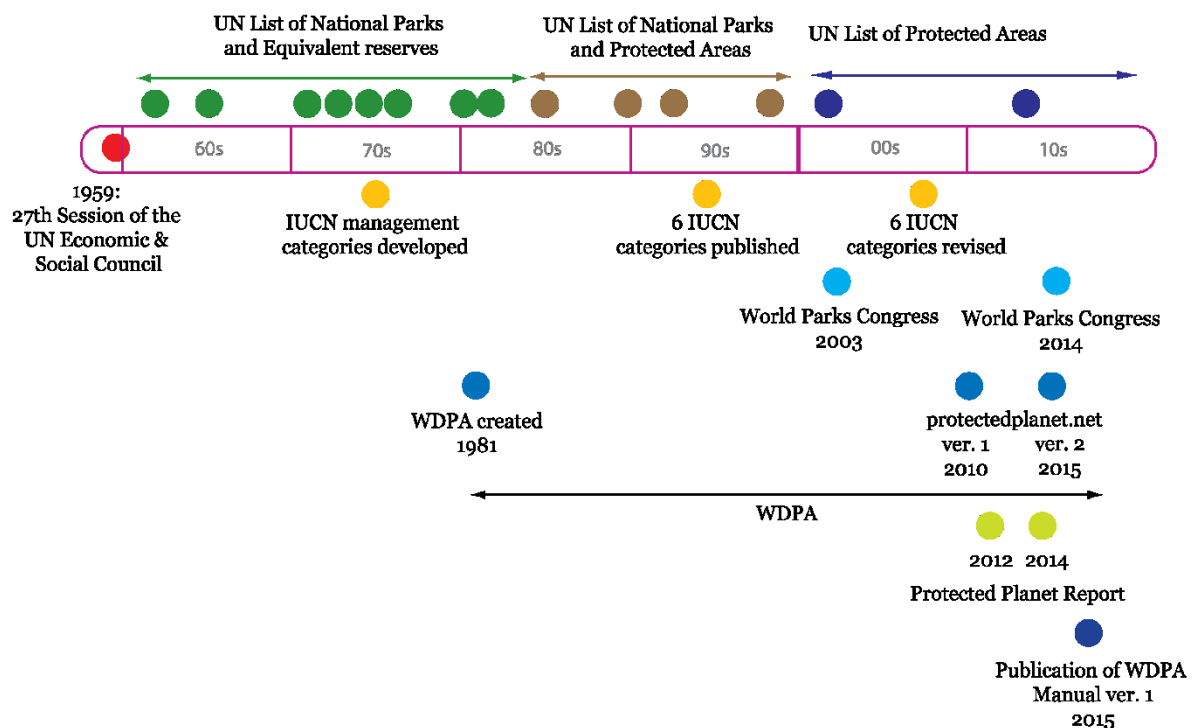 UN List of National Parks
and Equivalent reserves
UN List of National Parks
and Protected Areas
UN List of Protected Areas
60s
70s
80s
90s
00s
10s
1959:
27th Session of the
UN Economic &
Social Council
IUCN management
categories developed
6 IUCN
categories published
6 IUCN
categories revised
World Parks Congress
2003
World Parks Congress
2014
WDPA created
1981
protectedplanet.net
ver. 1
2010
ver. 2
2015
WDPA
2012
2014
Protected Planet Report
Publication of WDPA
Manual ver. 1
2015